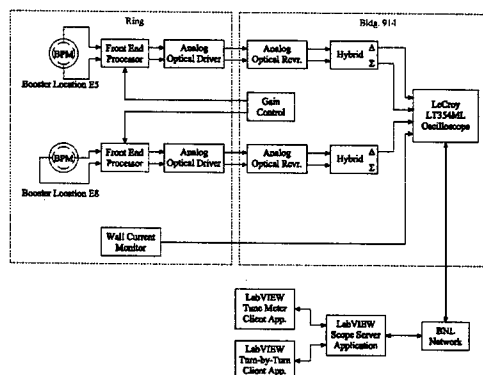 Ring
Bldg. 914
BPM
Front End
Processor
Analog
Optical Driver
Analog
Optical Rcvr.
Hybrid
Δ
Σ
Booster Location E5
Gain
Control
LeCroy
LT354ML
Oscilloscope
BPM
Front End
Processor
Analog
Optical Driver
Analog
Optical Rcvr.
Hybrid
Δ
Σ
Booster Location E8
Wall Current
Monitor
LabVIEW
Tune Meter
Client App.
LabVIEW
Scope Server
Application
BNL
Network
LabVIEW
Turn-by-Turn
Client App.